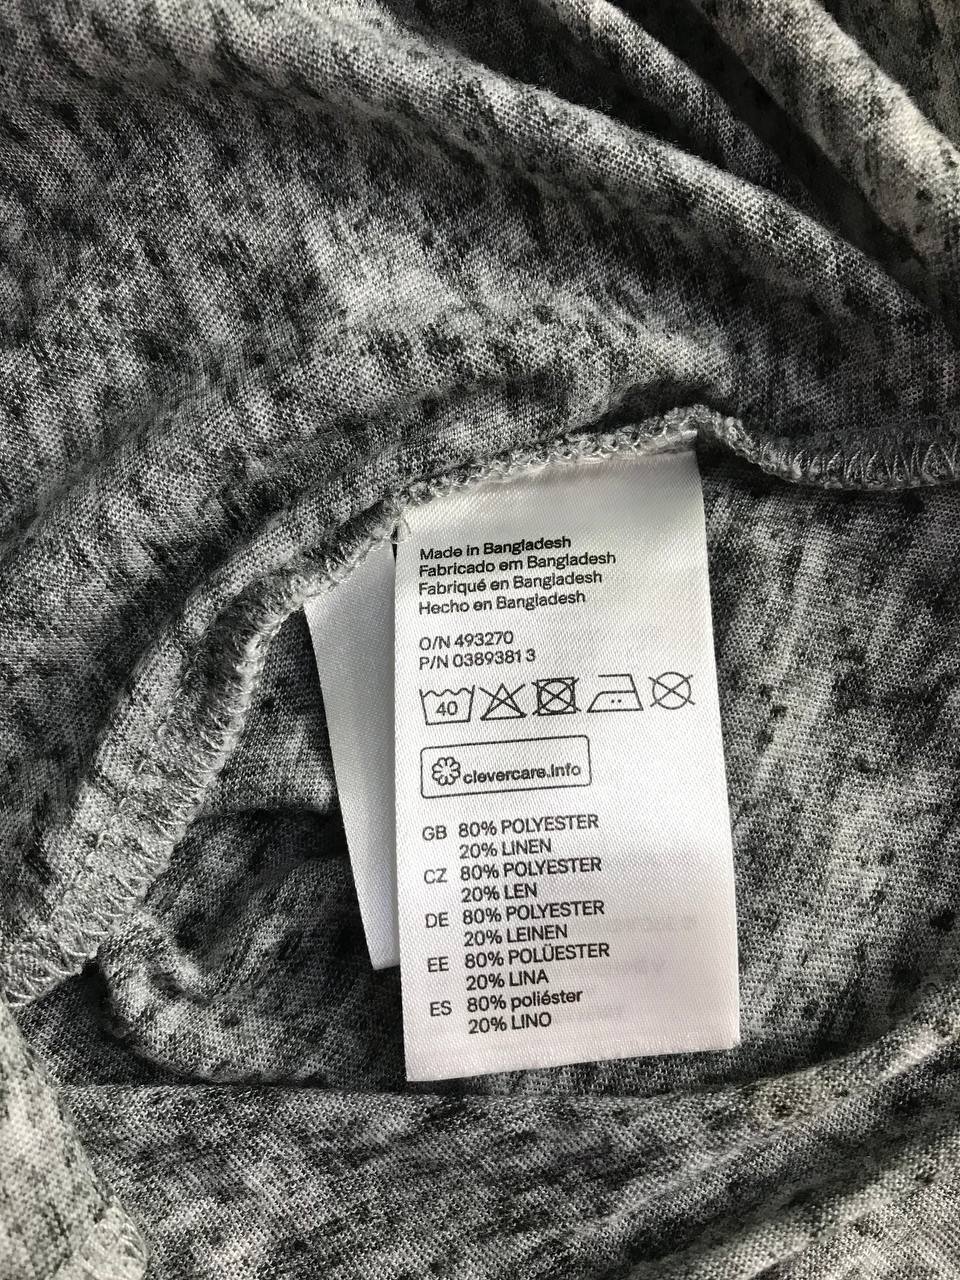 Made in Bangladesh
Fabricado em Bangladesh
Fabriqué en Bangladesh
Hecho en Bangladesh
O/N 493270
P/N 0389381 3
40
clevercare.info
GB 80% POLYESTER
20% LINEN
CZ 80% POLYESTER
20% LEN
DE 80% POLYESTER
20% LEINEN
EE 80% POLÜESTER
20% LINA
ES 80% poliéster
20% LINO